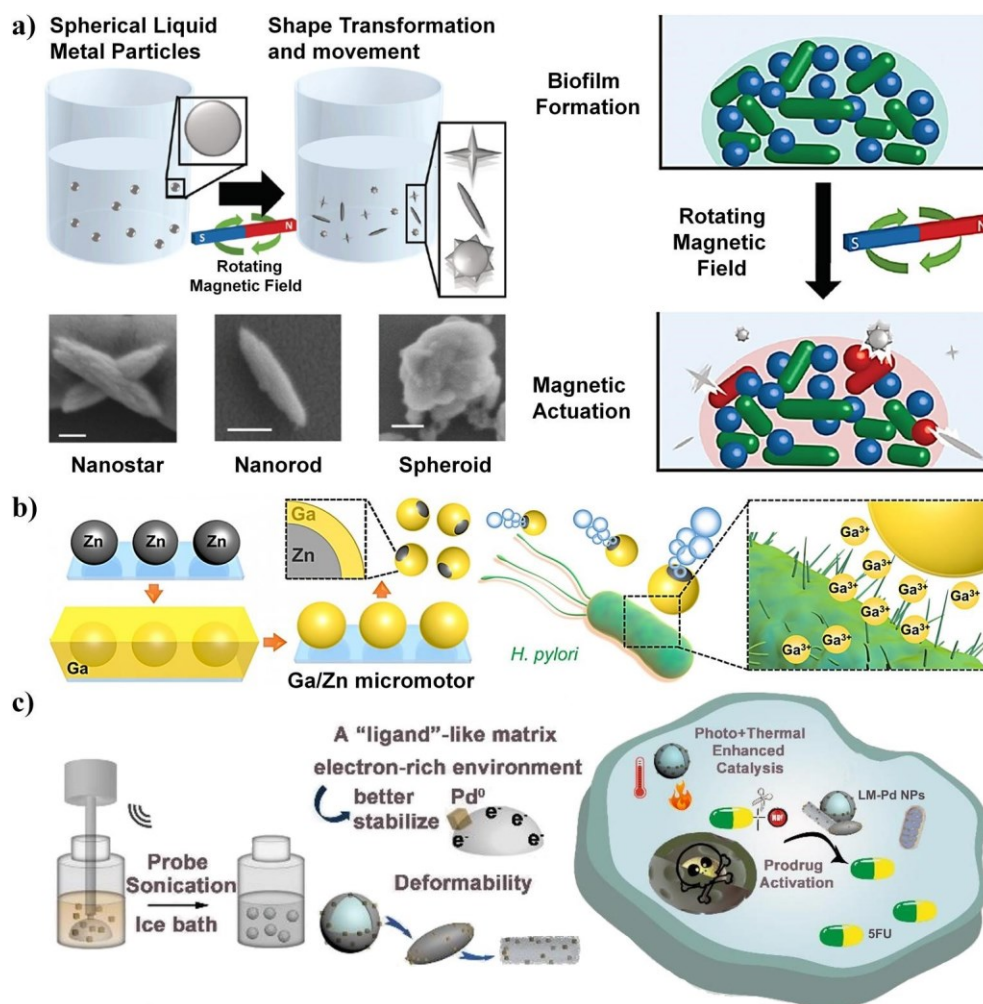 a)
Spherical Liquid
Metal Particles
Shape Transformation
and movement
S
N
Rotating
Magnetic Field
Nanostar
Nanorod
Spheroid
Biofilm
Formation
Rotating
Magnetic
Field
S
N
Magnetic
Actuation
b)
Zn
Zn
Zn
Ga
Ga
Zn
Ga/Zn micromotor
H. pylori
Ga³⁺
Ga³⁺
Ga³⁺
Ga³⁺
Ga³⁺
Ga³⁺
Ga³⁺
Ga³⁺
Ga³⁺
c)
Probe
Sonication
Ice bath
A "ligand"-like matrix
electron-rich environment
better
stabilize
Pd⁰
e⁻
e⁻
e⁻
e⁻
Deformability
Photo+Thermal
Enhanced
Catalysis
LM-Pd NPs
Prodrug
Activation
5FU